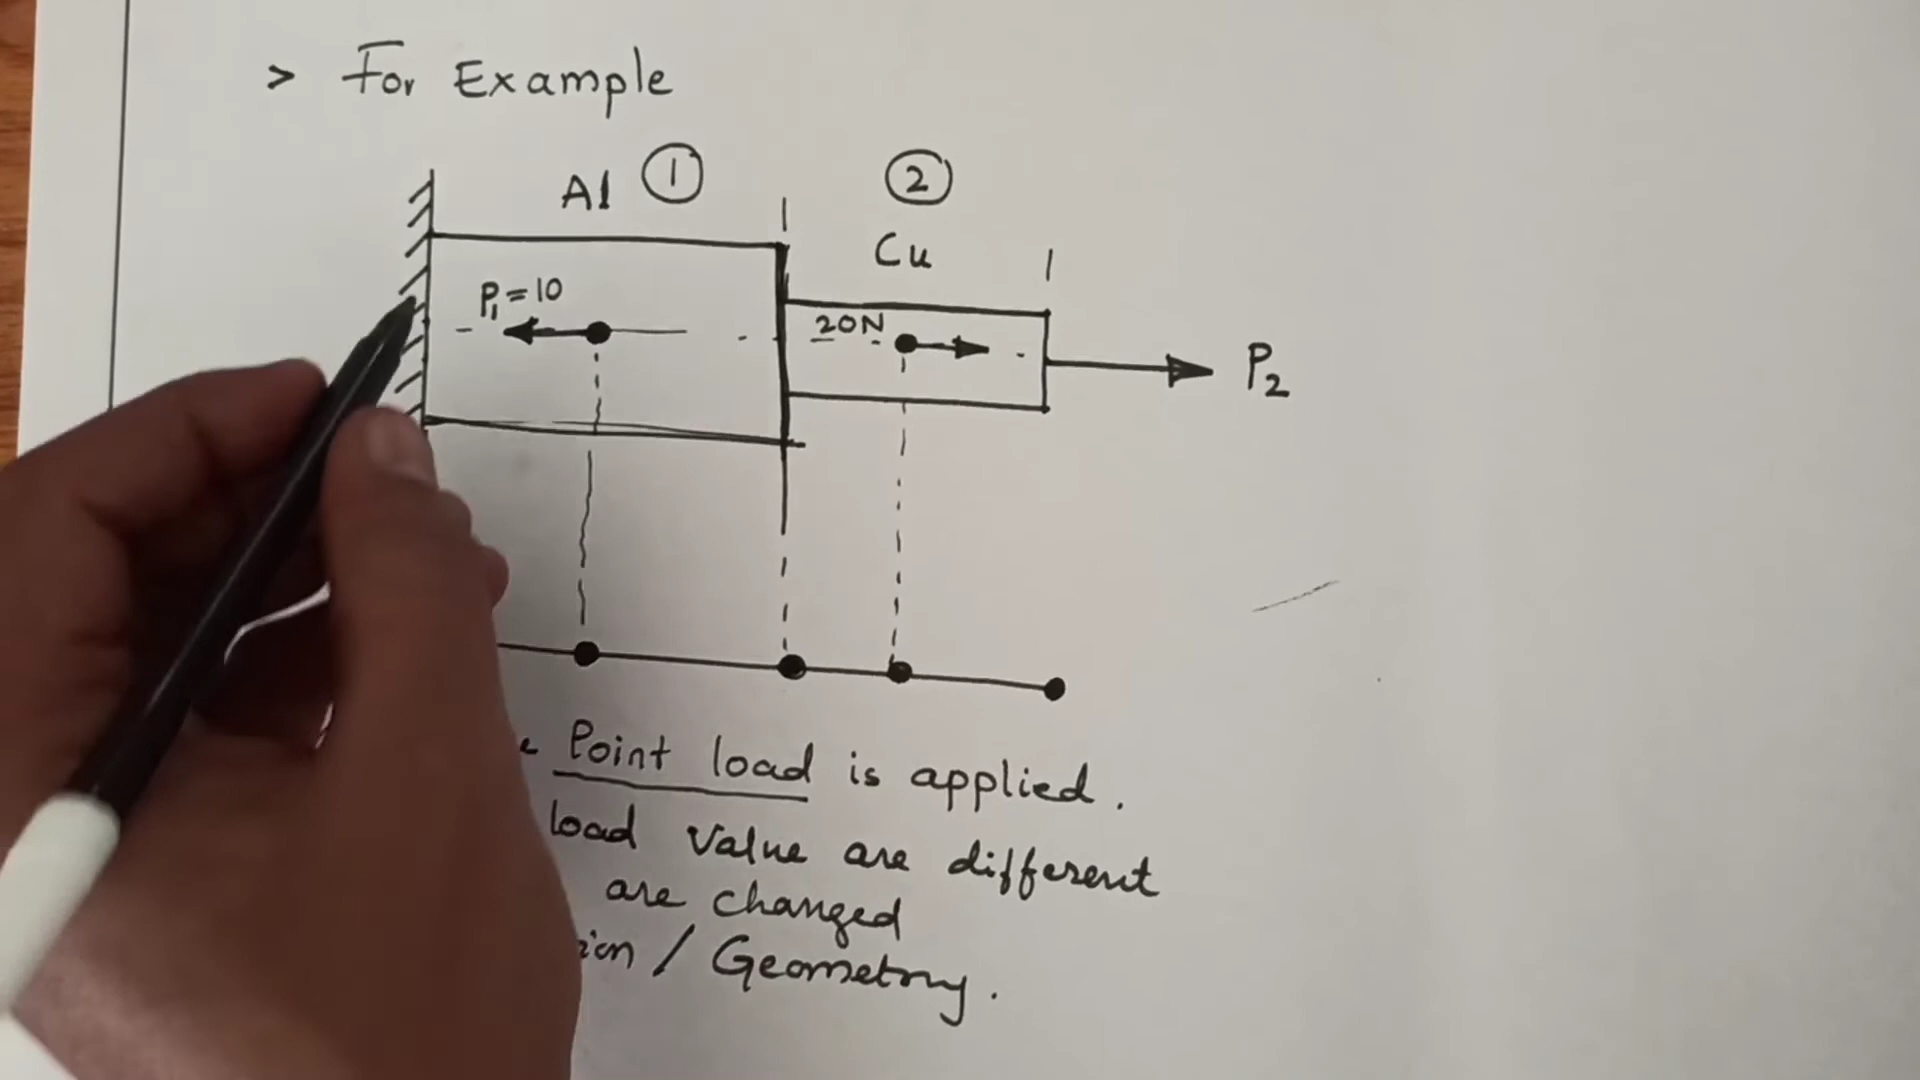 > For Example
Al ①
②
Cu
P₁=10
20N
P₂
Point load is applied.
load Value are different
are changed
/ Geometry.